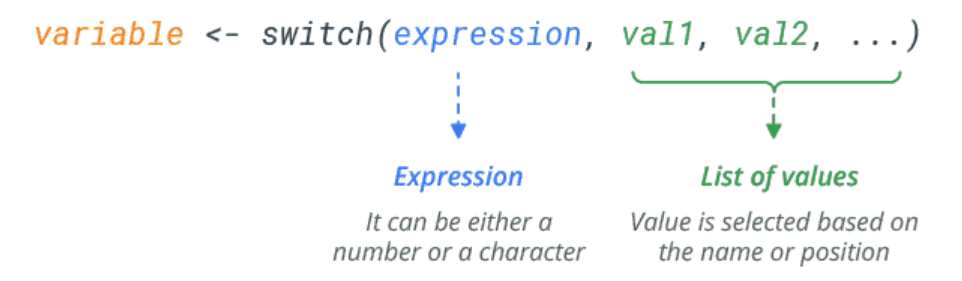 variable <- switch(expression, val1, val2, ...)
Expression
It can be either a
number or a character
List of values
Value is selected based on
the name or position